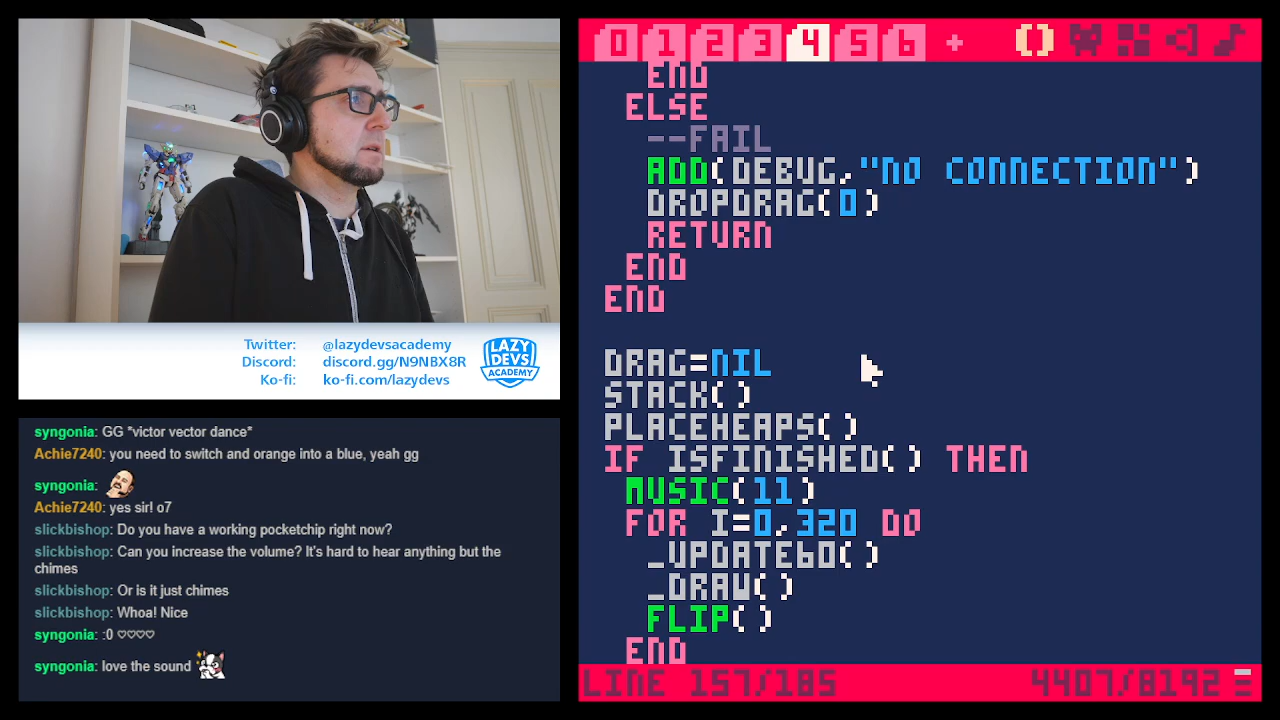 Twitter: @lazydevsacademy
Discord: discord.gg/N9NBX8R
Ko-fi: ko-fi.com/lazydevs
LAZY
DEVS
ACADEMY
syngonia: GG *victor vector dance*
Achie7240: you need to switch and orange into a blue, yeah gg
syngonia:
Achie7240: yes sir! o7
slickbishop: Do you have a working pocketchip right now?
slickbishop: Can you increase the volume? It's hard to hear anything but the
chimes
slickbishop: Or is it just chimes
slickbishop: Whoa! Nice
syngonia: :0 ♡♡♡♡
syngonia: love the sound
0 1 2 3 4 5 6 + ()
END
ELSE
--FAIL
ADD(DEBUG,"NO CONNECTION")
DROPDRAG(0)
RETURN
END
END
DRAG=NIL
STACK()
PLACEHEAPS()
IF ISFINISHED() THEN
MUSIC(11)
FOR I=0,320 DO
_UPDATE60()
_DRAW()
FLIP()
END
LINE 157/185 4407/8192